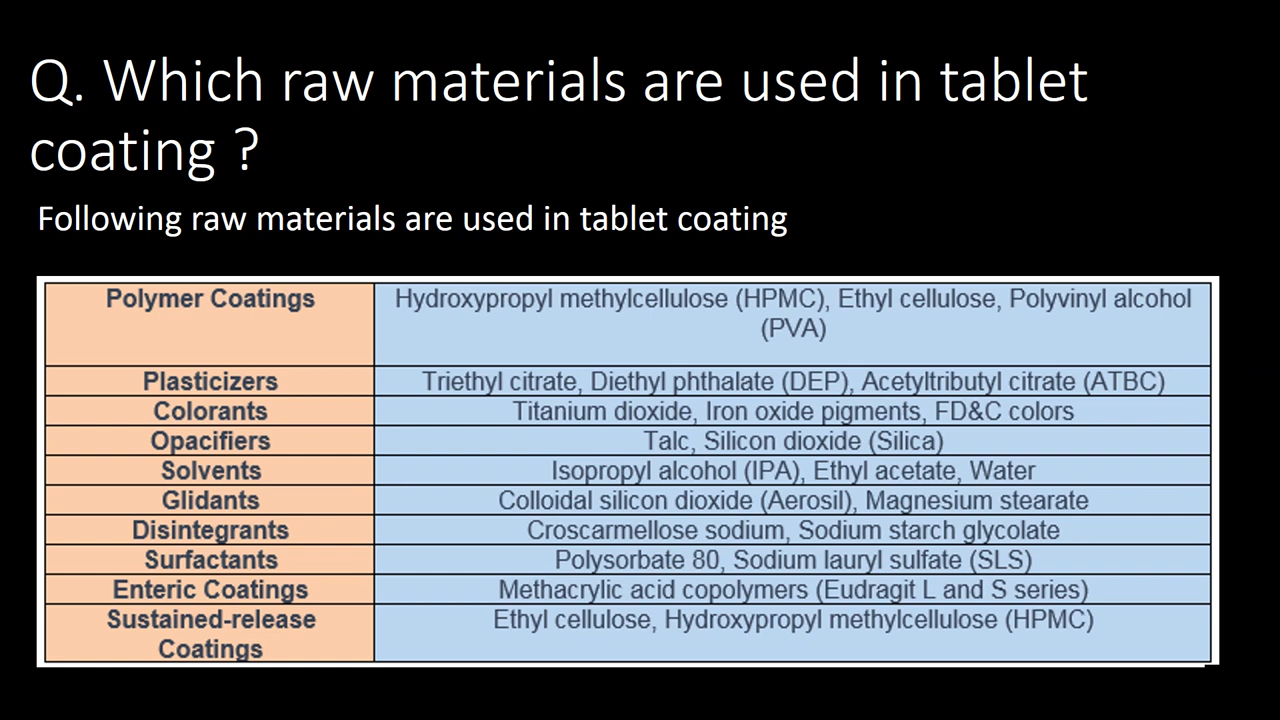 Q. Which raw materials are used in tablet
coating ?
Following raw materials are used in tablet coating
Polymer Coatings
Hydroxypropyl methylcellulose (HPMC), Ethyl cellulose, Polyvinyl alcohol
(PVA)
Plasticizers
Triethyl citrate, Diethyl phthalate (DEP), Acetyltributyl citrate (ATBC)
Colorants
Titanium dioxide, Iron oxide pigments, FD&C colors
Opacifiers
Talc, Silicon dioxide (Silica)
Solvents
Isopropyl alcohol (IPA), Ethyl acetate, Water
Glidants
Colloidal silicon dioxide (Aerosil), Magnesium stearate
Disintegrants
Croscarmellose sodium, Sodium starch glycolate
Surfactants
Polysorbate 80, Sodium lauryl sulfate (SLS)
Enteric Coatings
Methacrylic acid copolymers (Eudragit L and S series)
Sustained-release
Coatings
Ethyl cellulose, Hydroxypropyl methylcellulose (HPMC)